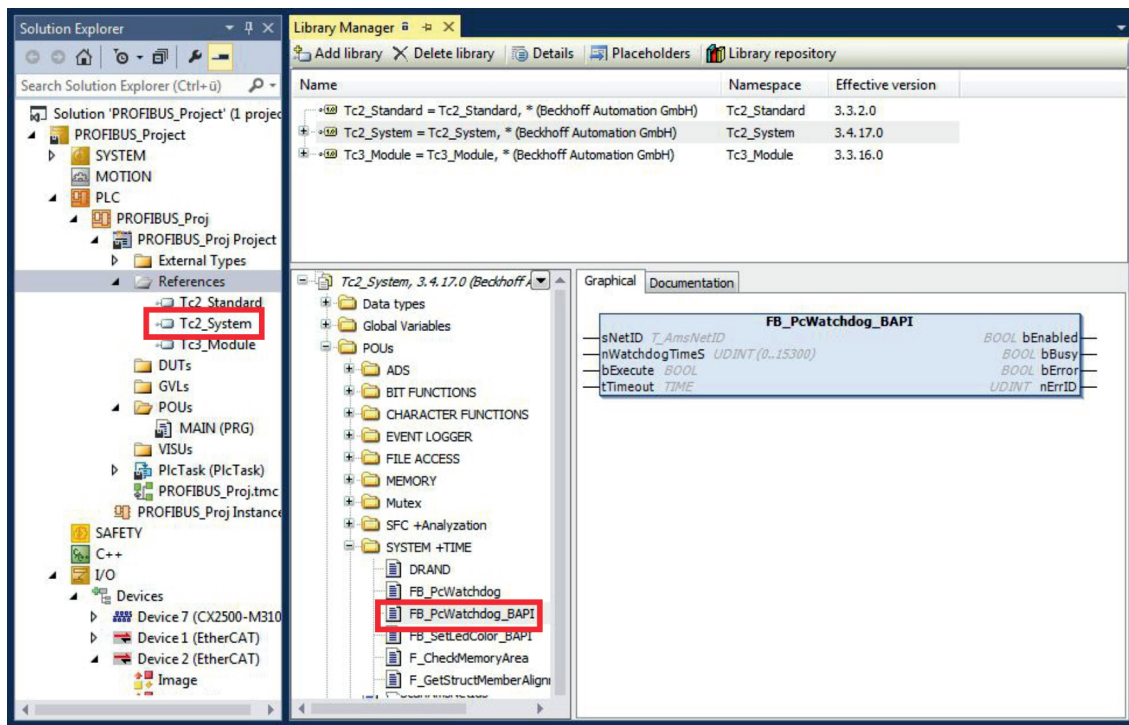 Solution Explorer
Search Solution Explorer (Ctrl+ü)
Solution 'PROFIBUS_Project' (1 projec
PROFIBUS_Project
SYSTEM
MOTION
PLC
PROFIBUS_Proj
PROFIBUS_Proj Project
External Types
References
Tc2_Standard
Tc2_System
Tc3_Module
DUTs
GVLs
POUs
MAIN (PRG)
VISUs
PlcTask (PlcTask)
PROFIBUS_Proj.tmc
PROFIBUS_Proj Instance
SAFETY
C++
I/O
Devices
Device 7 (CX2500-M310
Device 1 (EtherCAT)
Device 2 (EtherCAT)
Image
Library Manager
Add library Delete library Details Placeholders Library repository
Name Namespace Effective version
Tc2_Standard = Tc2_Standard, * (Beckhoff Automation GmbH) Tc2_Standard 3.3.2.0
Tc2_System = Tc2_System, * (Beckhoff Automation GmbH) Tc2_System 3.4.17.0
Tc3_Module = Tc3_Module, * (Beckhoff Automation GmbH) Tc3_Module 3.3.16.0
Tc2_System, 3.4.17.0 (Beckhoff A
Data types
Global Variables
POUs
ADS
BIT FUNCTIONS
CHARACTER FUNCTIONS
EVENT LOGGER
FILE ACCESS
MEMORY
Mutex
SFC +Analyzation
SYSTEM +TIME
DRAND
FB_PcWatchdog
FB_PcWatchdog_BAPI
FB_SetLedColor_BAPI
F_CheckMemoryArea
F_GetStructMemberAlignm
Graphical Documentation
FB_PcWatchdog_BAPI
sNetID T_AmsNetID BOOL bEnabled
nWatchdogTimeS UDINT (0..15300) BOOL bBusy
bExecute BOOL BOOL bError
tTimeout TIME UDINT nErrID